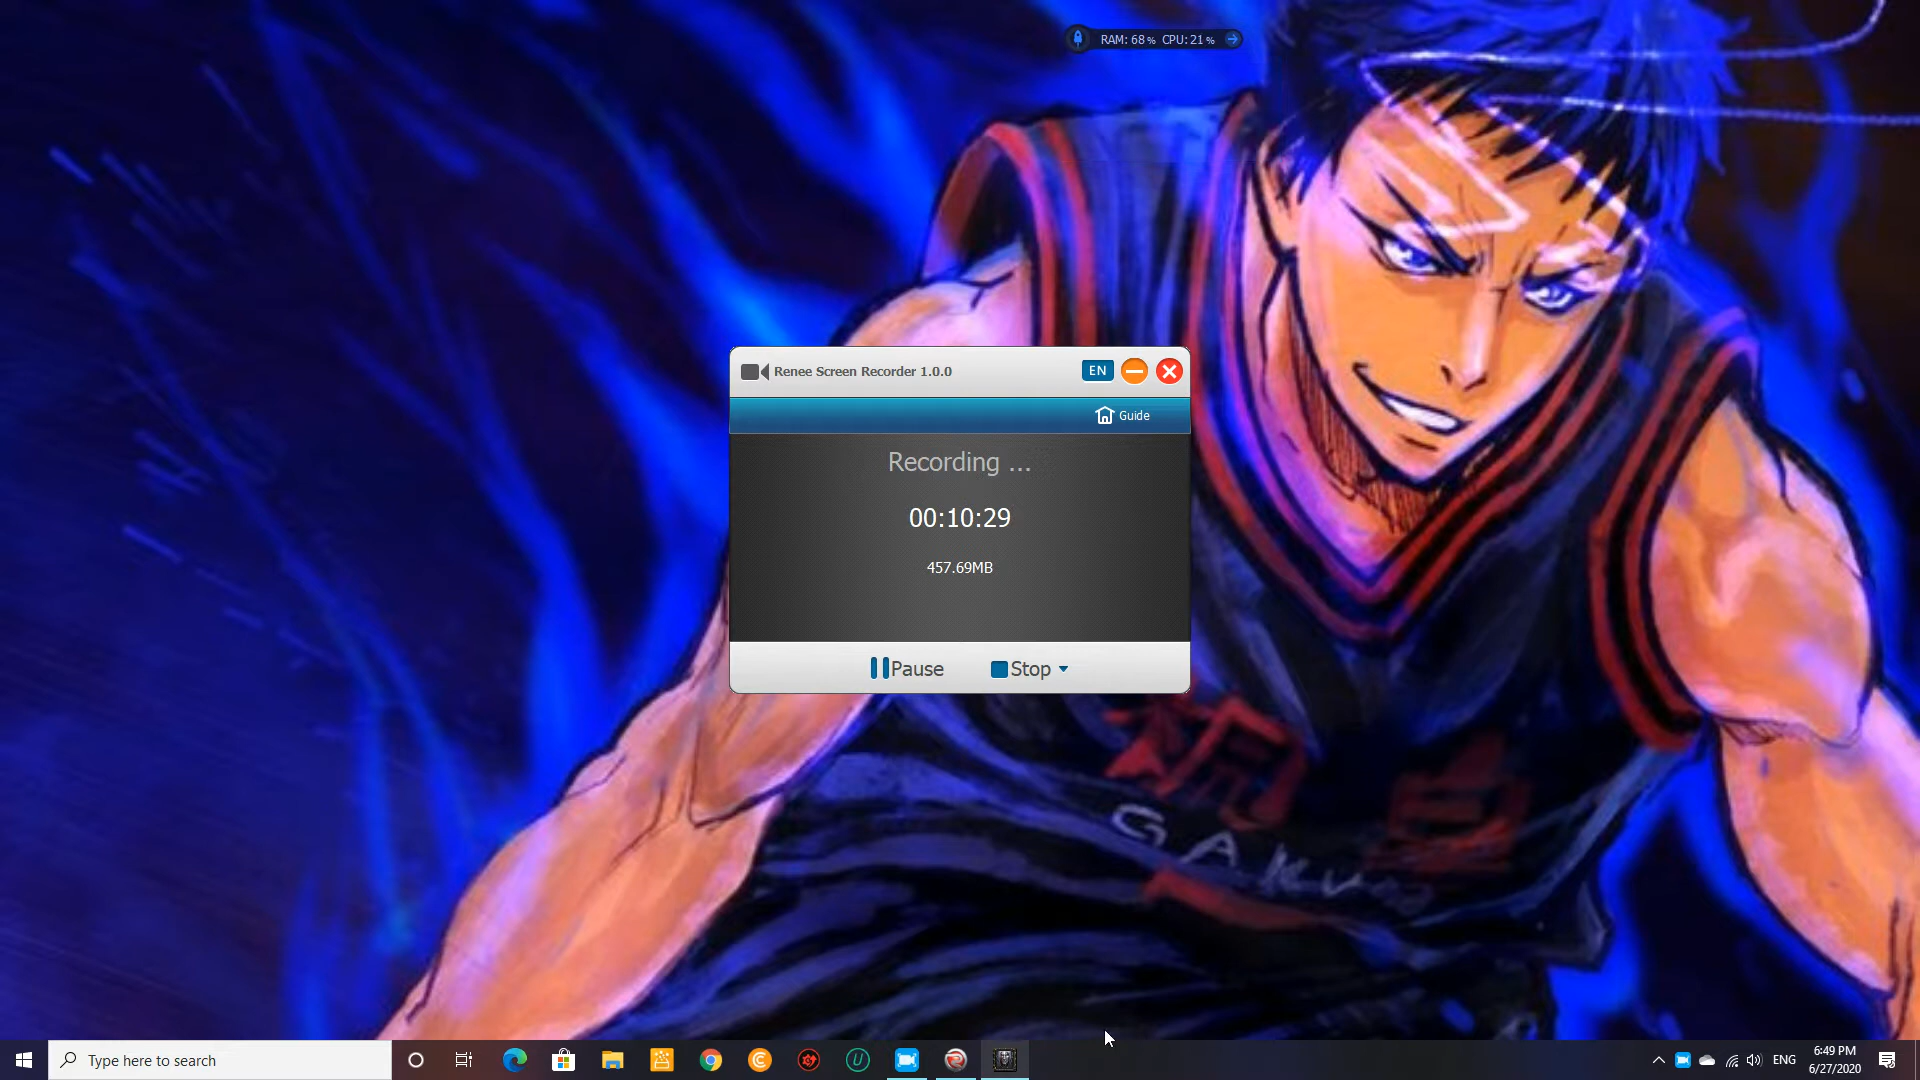 RAM: 68% CPU: 21%
Renee Screen Recorder 1.0.0
EN
Guide
Recording ...
00:10:29
457.69MB
Pause
Stop
GAKU
Type here to search
ENG
6:49 PM
6/27/2020